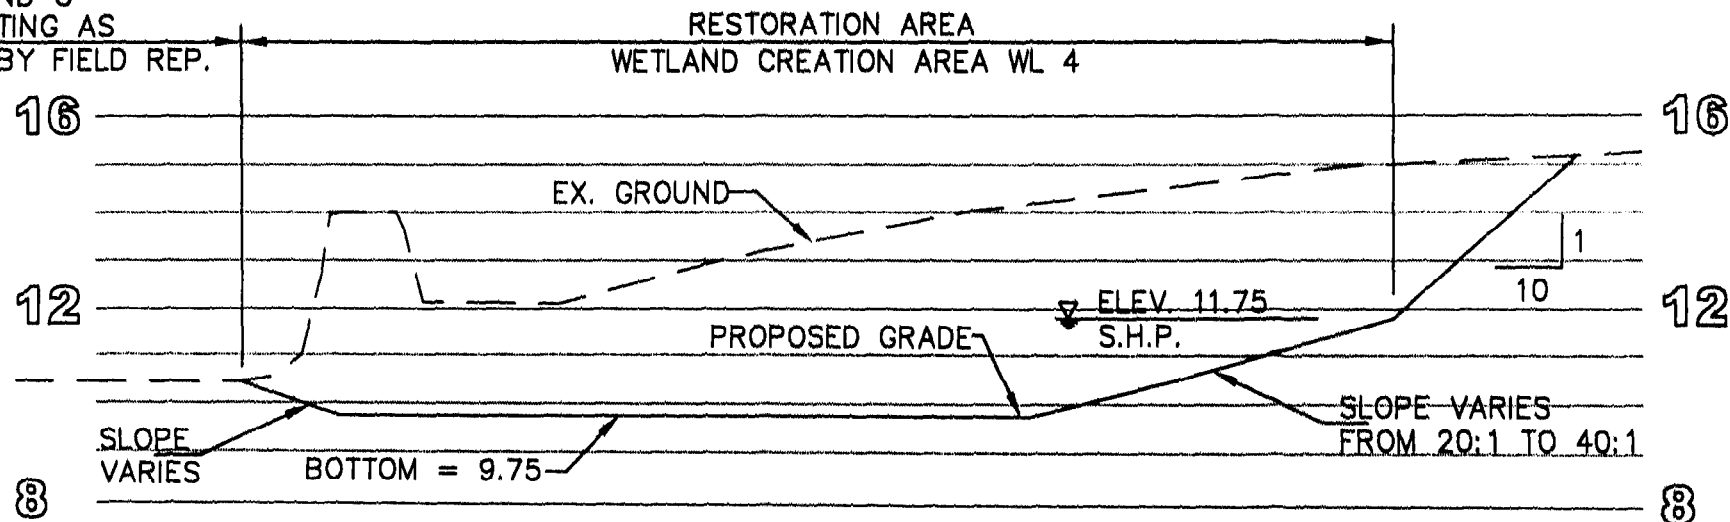 TING AS
BY FIELD REP.
RESTORATION AREA
WETLAND CREATION AREA WL 4
16
16
EX. GROUND
1
10
12
ELEV. 11.75
12
S.H.P.
PROPOSED GRADE
SLOPE
VARIES
BOTTOM = 9.75
SLOPE VARIES
FROM 20:1 TO 40:1
8
8